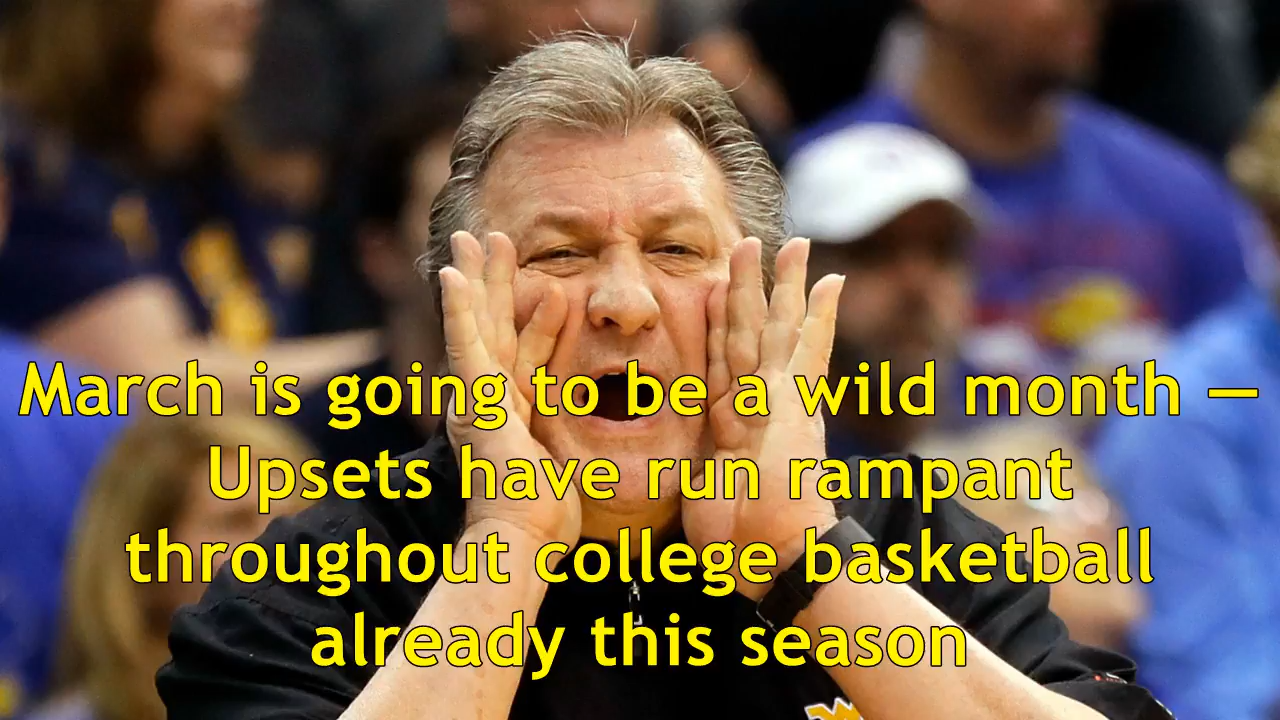 March is going to be a wild month —
Upsets have run rampant
throughout college basketball
already this season